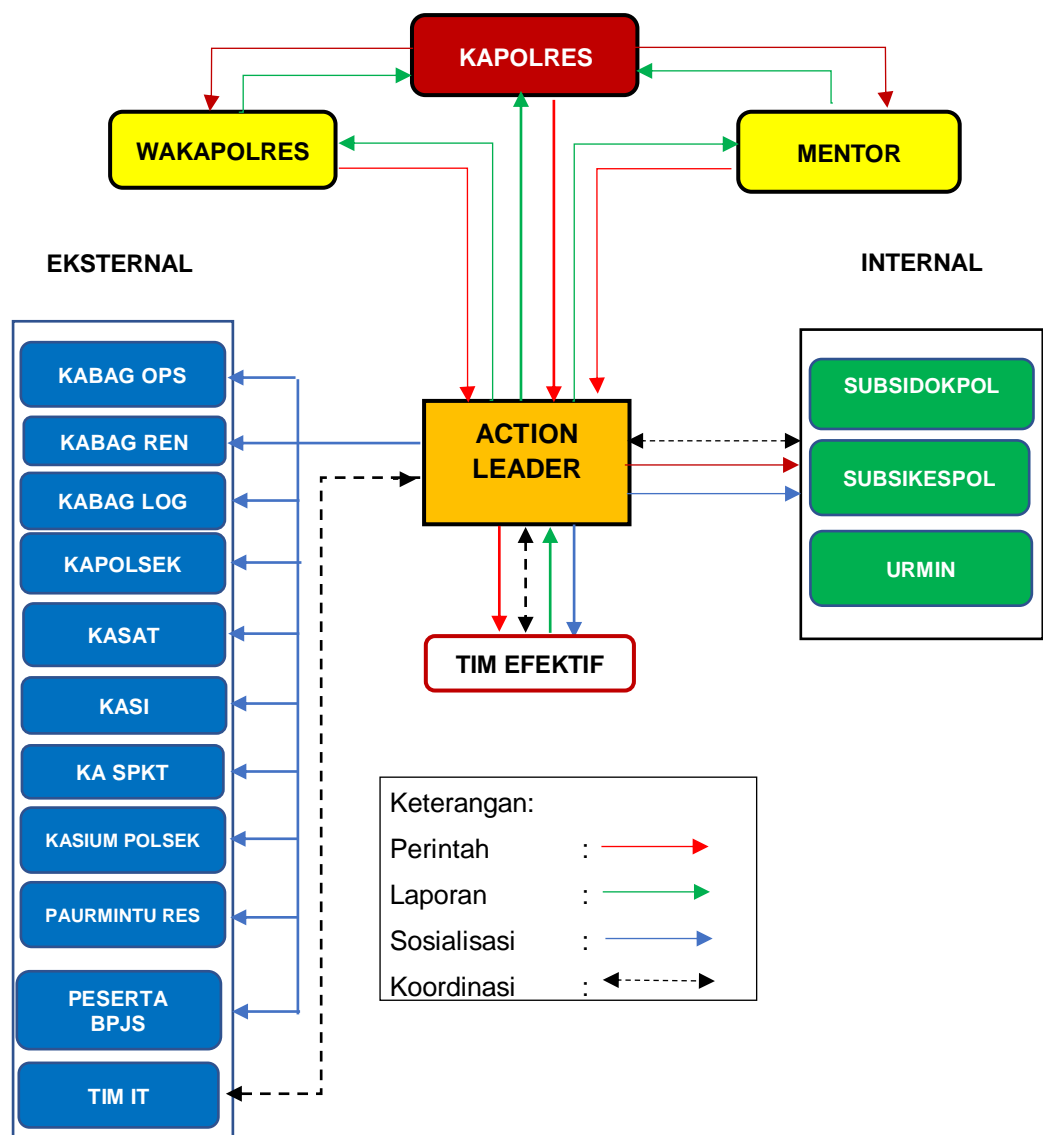 KAPOLRES
WAKAPOLRES
MENTOR
EKSTERNAL
INTERNAL
KABAG OPS
KABAG REN
KABAG LOG
KAPOLSEK
KASAT
KASI
KA SPKT
KASIUM POLSEK
PAURMINTU RES
PESERTA
BPJS
TIM IT
ACTION
LEADER
TIM EFEKTIF
SUBSIDOKPOL
SUBSIKESPOL
URMIN
Keterangan:
Perintah :
Laporan :
Sosialisasi :
Koordinasi :